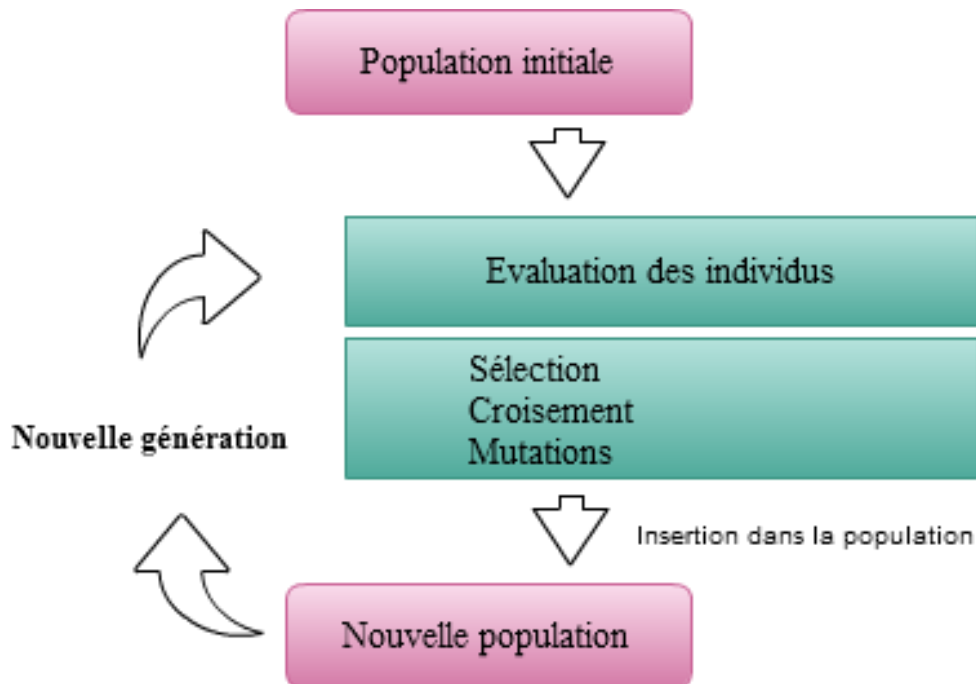 Population initiale
Evaluation des individus
Sélection
Croisement
Mutations
Nouvelle génération
Insertion dans la population
Nouvelle population